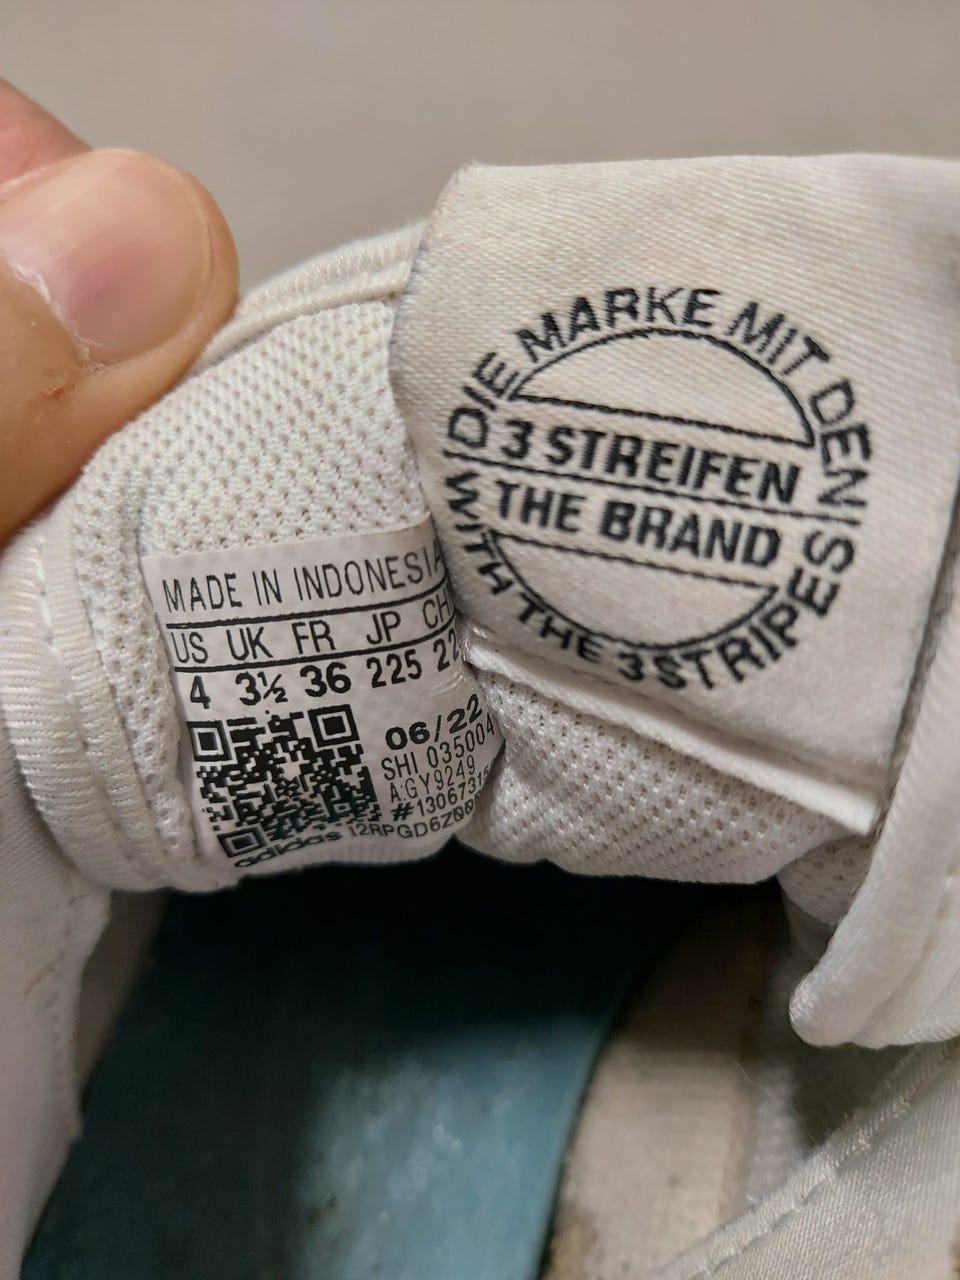 DIE MARKE MIT DEN
3 STREIFEN
THE BRAND
WITH THE 3 STRIPES
MADE IN INDONESIA
US UK FR JP
4 3½ 36 225
06/22
SHI 035004
A:GY9249
adidas